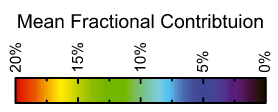 Mean Fractional Contribtuion
20% 15% 10% 5% 0%